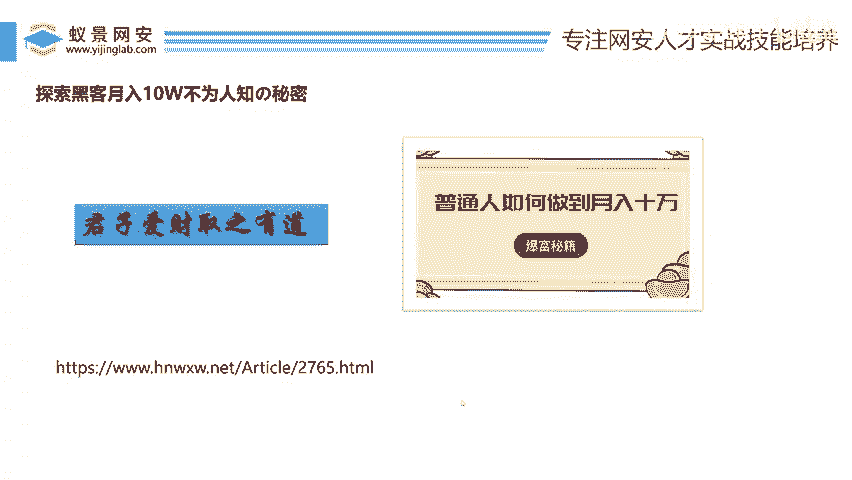 蚁景网安
www.yijinglab.com
专注网安人才实战技能培养
探索黑客月入10W不为人知の秘密
君子爱财取之有道
普通人如何做到月入十万
爆富秘籍
https://www.hnwxw.net/Article/2765.html